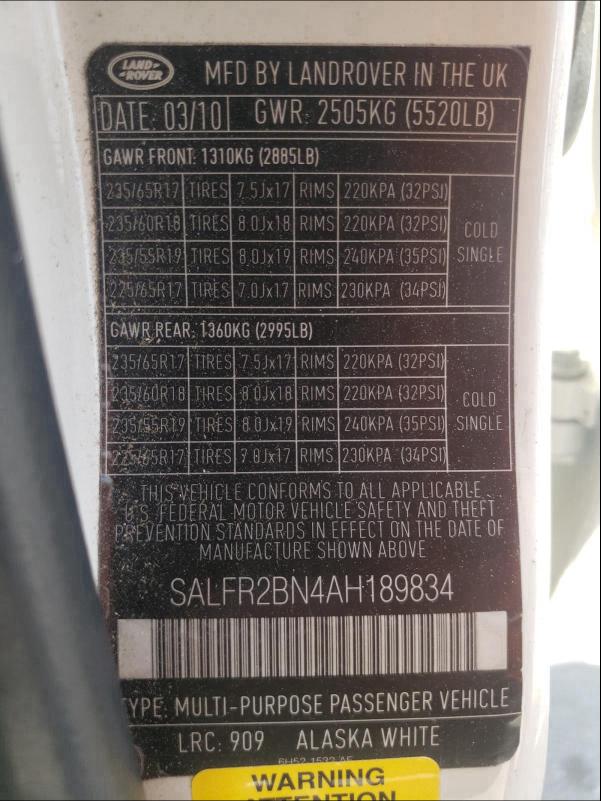 LAND ROVER
MFD BY LANDROVER IN THE UK
DATE: 03/10 GWR: 2505KG (5520LB)
GAWR FRONT: 1310KG (2885LB)
235/65R17 TIRES 7.5Jx17 RIMS 220KPA (32PSI)
235/60R18 TIRES 8.0Jx18 RIMS 220KPA (32PSI)
235/55R19 TIRES 8.0Jx19 RIMS 240KPA (35PSI)
225/65R17 TIRES 7.0Jx17 RIMS 230KPA (34PSI)
COLD
SINGLE
GAWR REAR: 1360KG (2995LB)
235/65R17 TIRES 7.5Jx17 RIMS 220KPA (32PSI)
235/60R18 TIRES 8.0Jx18 RIMS 220KPA (32PSI)
235/55R19 TIRES 8.0Jx19 RIMS 240KPA (35PSI)
225/65R17 TIRES RIMS 230KPA (34PSI)
COLD
SINGLE
THIS VEHICLE CONFORMS TO ALL APPLICABLE
U.S. FEDERAL MOTOR VEHICLE SAFETY AND THEFT
PREVENTION STANDARDS IN EFFECT ON THE DATE OF
MANUFACTURE SHOWN ABOVE
SALFR2BN4AH189834
TYPE: MULTI-PURPOSE PASSENGER VEHICLE
LRC: 909 ALASKA WHITE
WARNING
ATTENTION